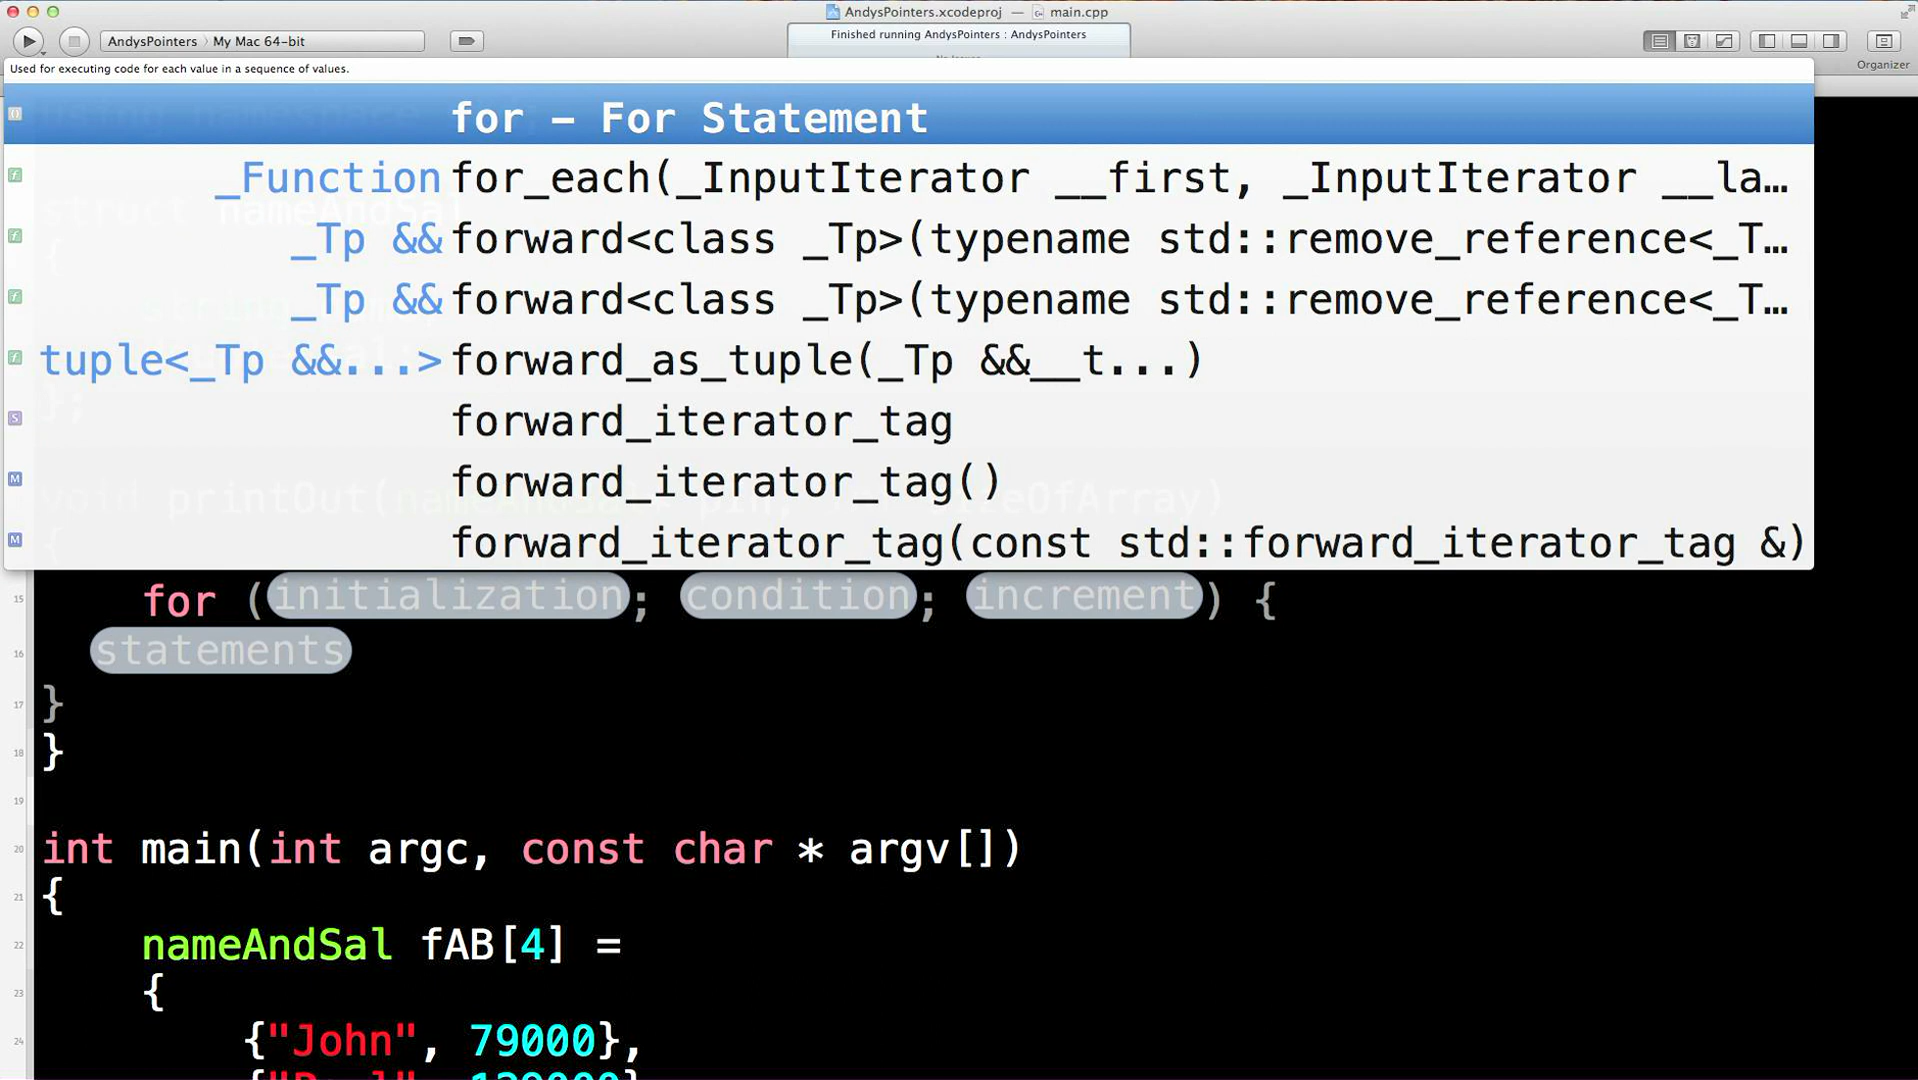 AndysPointers.xcodeproj — main.cpp
AndysPointers 〉 My Mac 64-bit
Finished running AndysPointers : AndysPointers
Organizer
Used for executing code for each value in a sequence of values.
for – For Statement
_Function for_each(_InputIterator __first, _InputIterator __la…
struct nameAndSal
_Tp && forward<class _Tp>(typename std::remove_reference<_T…
{
_Tp && forward<class _Tp>(typename std::remove_reference<_T…
tuple<_Tp &&...> forward_as_tuple(_Tp &&__t...)
};
forward_iterator_tag
forward_iterator_tag()
void printOut(
forward_iterator_tag(const std::forward_iterator_tag &)
{
15 for (initialization; condition; increment) {
16 statements
17 }
18 }
19
20 int main(int argc, const char * argv[])
21 {
22 nameAndSal fAB[4] =
23 {
24 {"John", 79000},